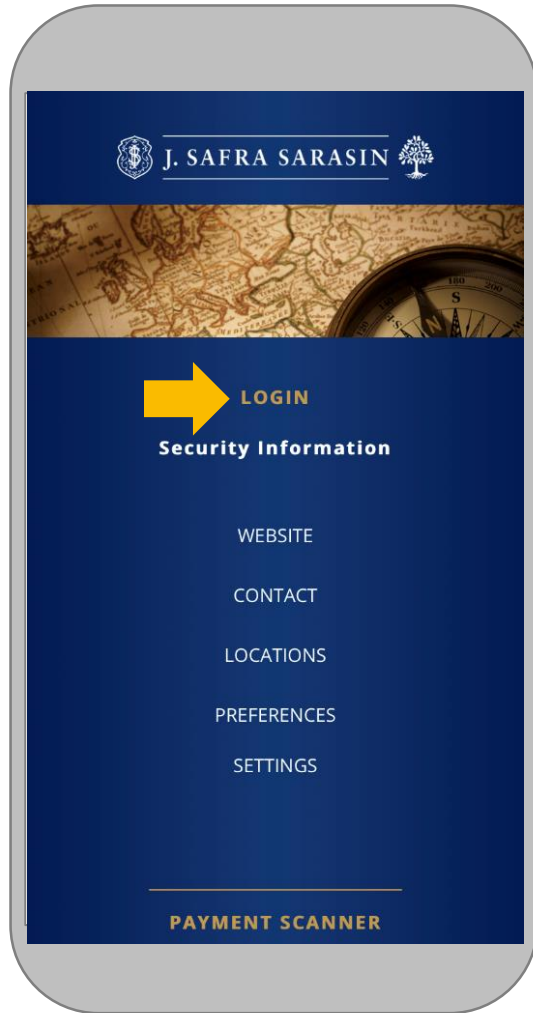 J. SAFRA SARASIN
LOGIN
Security Information
WEBSITE
CONTACT
LOCATIONS
PREFERENCES
SETTINGS
PAYMENT SCANNER